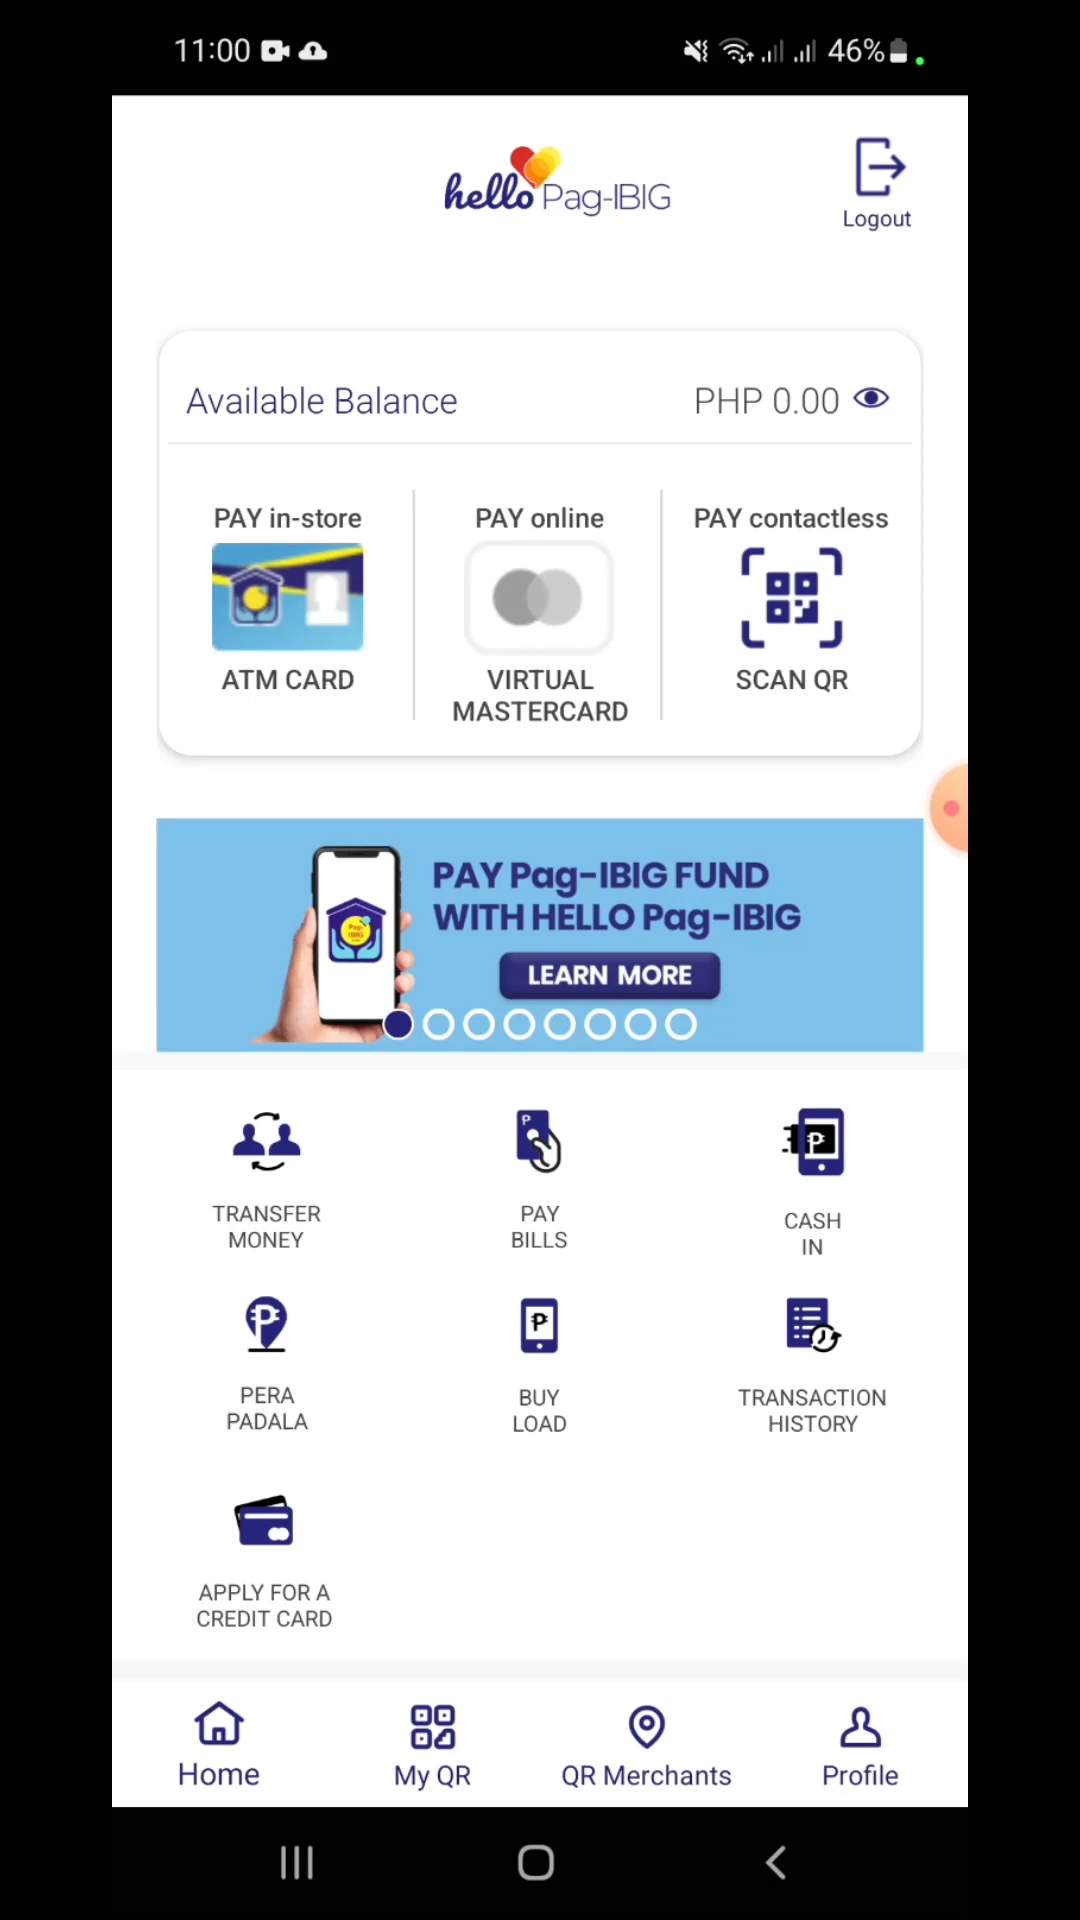 11:00
46%
hello Pag-IBIG
Logout
Available Balance
PHP 0.00
PAY in-store
PAY online
PAY contactless
ATM CARD
VIRTUAL
MASTERCARD
SCAN QR
PAY Pag-IBIG FUND
WITH HELLO Pag-IBIG
LEARN MORE
Pag-
IBIG
TRANSFER
MONEY
PAY
BILLS
CASH
IN
PERA
PADALA
BUY
LOAD
TRANSACTION
HISTORY
APPLY FOR A
CREDIT CARD
Home
My QR
QR Merchants
Profile